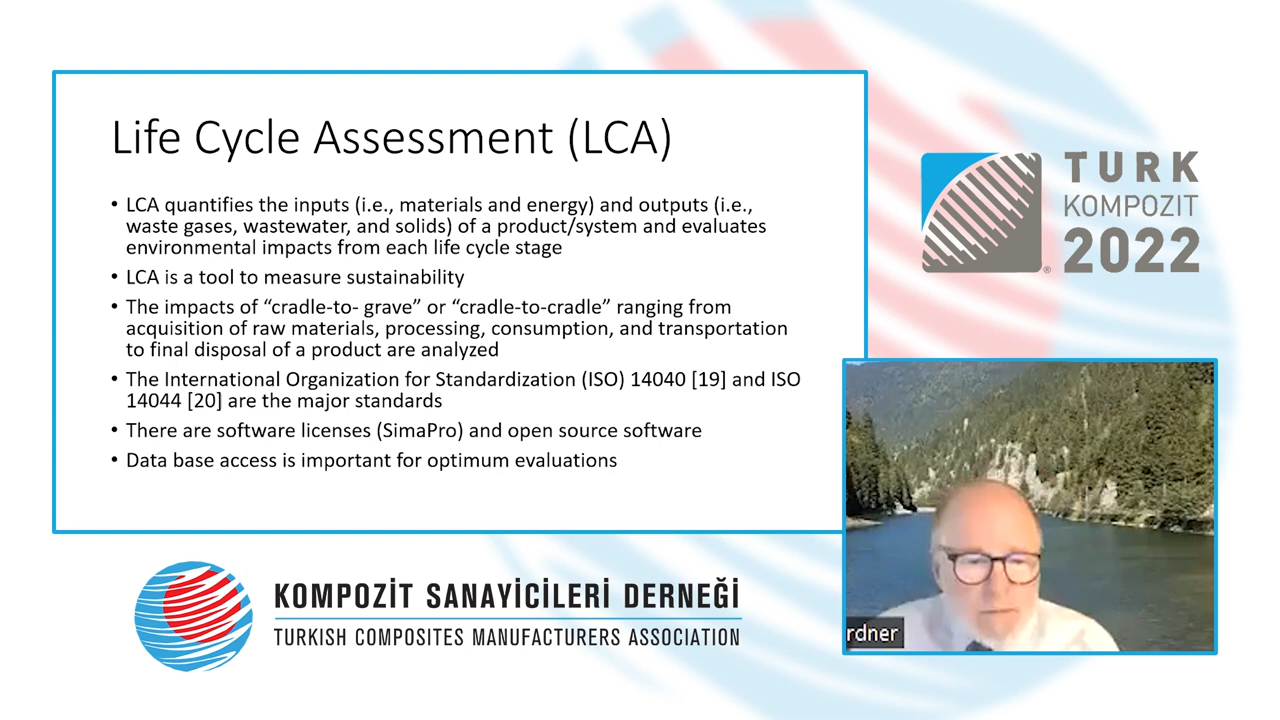 Life Cycle Assessment (LCA)
• LCA quantifies the inputs (i.e., materials and energy) and outputs (i.e.,
waste gases, wastewater, and solids) of a product/system and evaluates
environmental impacts from each life cycle stage
• LCA is a tool to measure sustainability
• The impacts of “cradle-to- grave” or “cradle-to-cradle” ranging from
acquisition of raw materials, processing, consumption, and transportation
to final disposal of a product are analyzed
• The International Organization for Standardization (ISO) 14040 [19] and ISO
14044 [20] are the major standards
• There are software licenses (SimaPro) and open source software
• Data base access is important for optimum evaluations
TURK
KOMPOZIT
2022
®
rdner
KOMPOZİT SANAYİCİLERİ DERNEĞİ
TURKISH COMPOSITES MANUFACTURERS ASSOCIATION